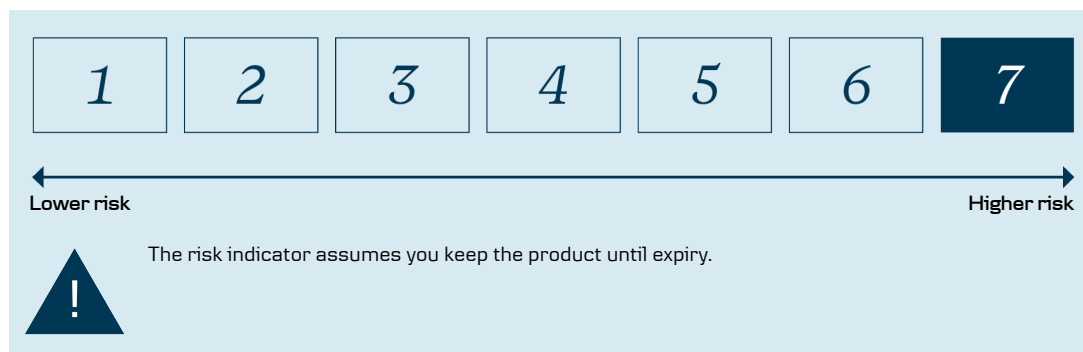 1 2 3 4 5 6 7
Lower risk Higher risk
The risk indicator assumes you keep the product until expiry.
!